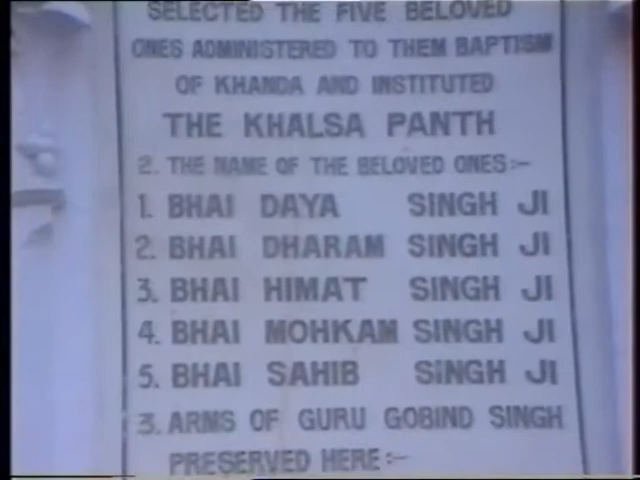 SELECTED THE FIVE BELOVED
ONES ADMINISTERED TO THEM BAPTISM
OF KHANDA AND INSTITUTED
THE KHALSA PANTH
2. THE NAME OF THE BELOVED ONES:-
1. BHAI DAYA SINGH JI
2. BHAI DHARAM SINGH JI
3. BHAI HIMAT SINGH JI
4. BHAI MOHKAM SINGH JI
5. BHAI SAHIB SINGH JI
3. ARMS OF GURU GOBIND SINGH
PRESERVED HERE:-